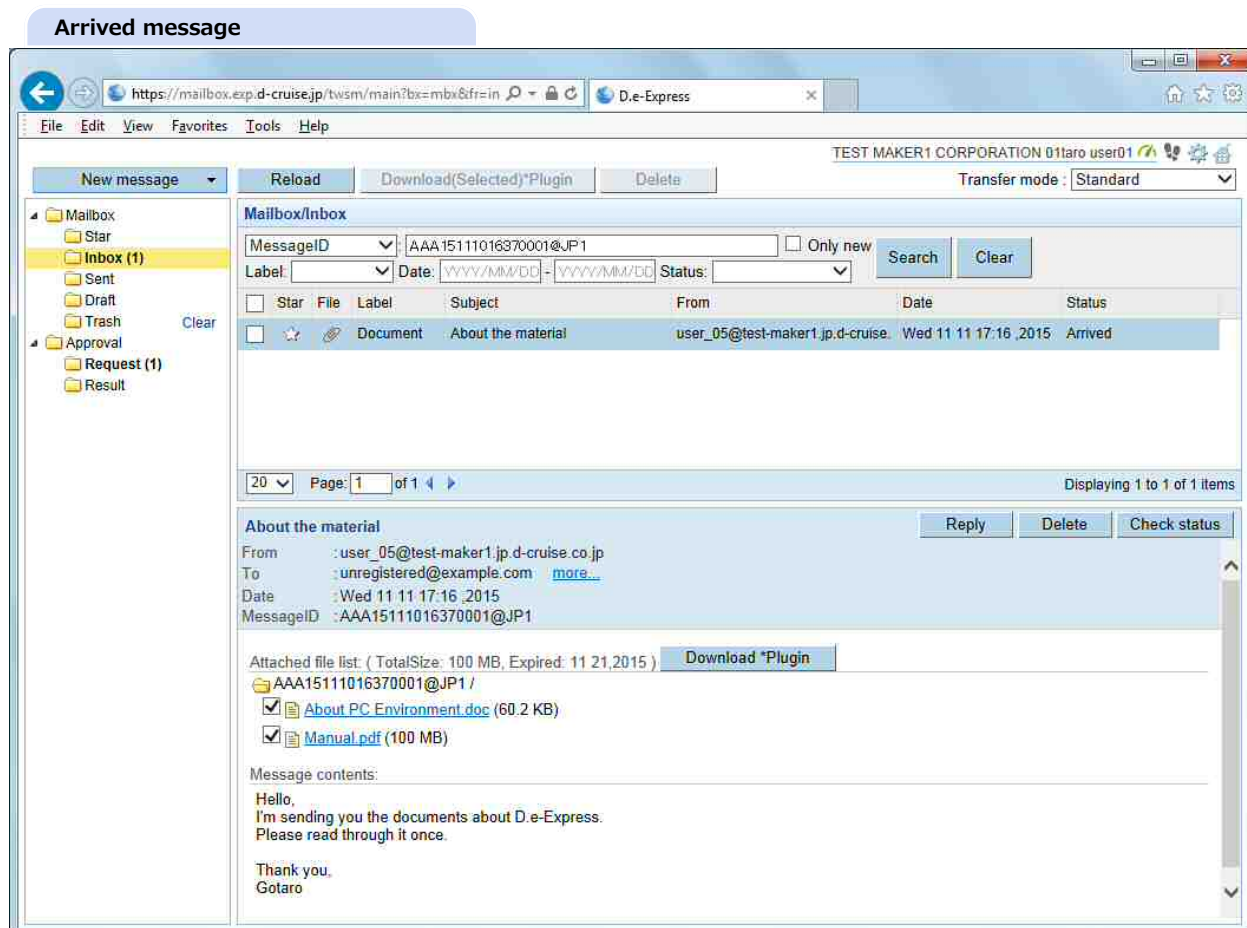 Arrived message
https://mailbox.exp.d-cruise.jp/twsm/main?bx=mbx&fr=in
D.e-Express
File Edit View Favorites Tools Help
TEST MAKER1 CORPORATION 01taro user01
New message Reload Download(Selected)*Plugin Delete Transfer mode : Standard
Mailbox
Star
Inbox (1)
Sent
Draft
Trash Clear
Approval
Request (1)
Result
Mailbox/Inbox
MessageID : AAA15111016370001@JP1 Only new Search Clear
Label: Date: YYYY/MM/DD - YYYY/MM/DD Status:
Star File Label Subject From Date Status
Document About the material user_05@test-maker1.jp.d-cruise. Wed 11 11 17:16 ,2015 Arrived
20 Page: 1 of 1 Displaying 1 to 1 of 1 items
About the material Reply Delete Check status
From : user_05@test-maker1.jp.d-cruise.co.jp
To : unregistered@example.com more...
Date : Wed 11 11 17:16 ,2015
MessageID : AAA15111016370001@JP1
Attached file list: ( TotalSize: 100 MB, Expired: 11 21,2015 ) Download *Plugin
AAA15111016370001@JP1 /
About PC Environment.doc (60.2 KB)
Manual.pdf (100 MB)
Message contents:
Hello,
I'm sending you the documents about D.e-Express.
Please read through it once.
Thank you,
Gotaro